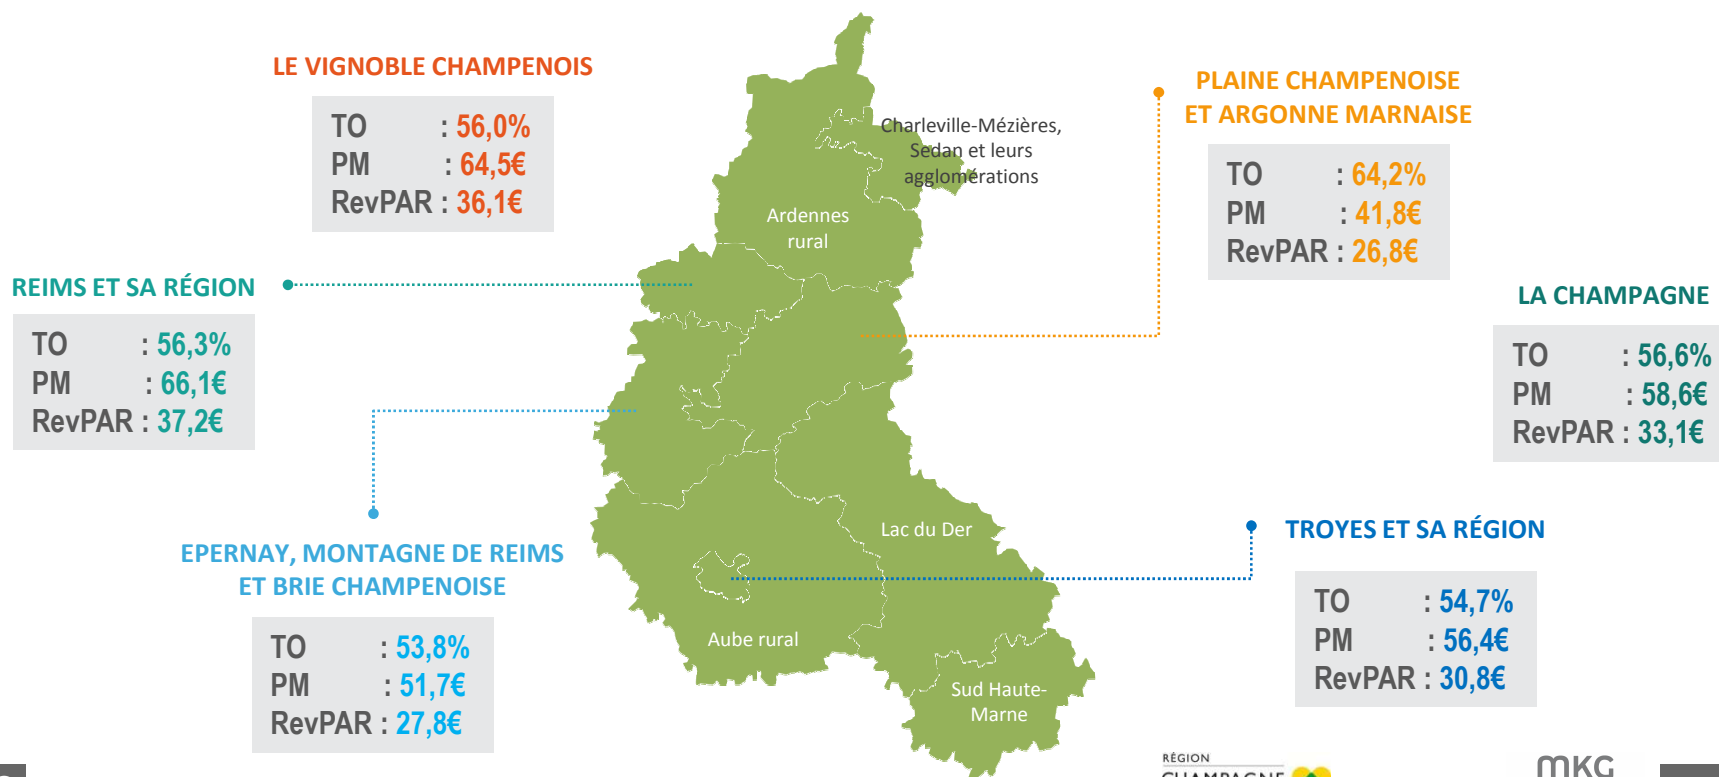 LE VIGNOBLE CHAMPENOIS
TO : 56,0%
PM : 64,5€
RevPAR : 36,1€
PLAINE CHAMPENOISE
ET ARGONNE MARNAISE
TO : 64,2%
PM : 41,8€
RevPAR : 26,8€
Charleville-Mézières,
Sedan et leurs
agglomérations
Ardennes
rural
REIMS ET SA RÉGION
TO : 56,3%
PM : 66,1€
RevPAR : 37,2€
LA CHAMPAGNE
TO : 56,6%
PM : 58,6€
RevPAR : 33,1€
EPERNAY, MONTAGNE DE REIMS
ET BRIE CHAMPENOISE
TO : 53,8%
PM : 51,7€
RevPAR : 27,8€
Lac du Der
TROYES ET SA RÉGION
TO : 54,7%
PM : 56,4€
RevPAR : 30,8€
Aube rural
Sud Haute-
Marne
RÉGION
CHAMPAGNE
MKG